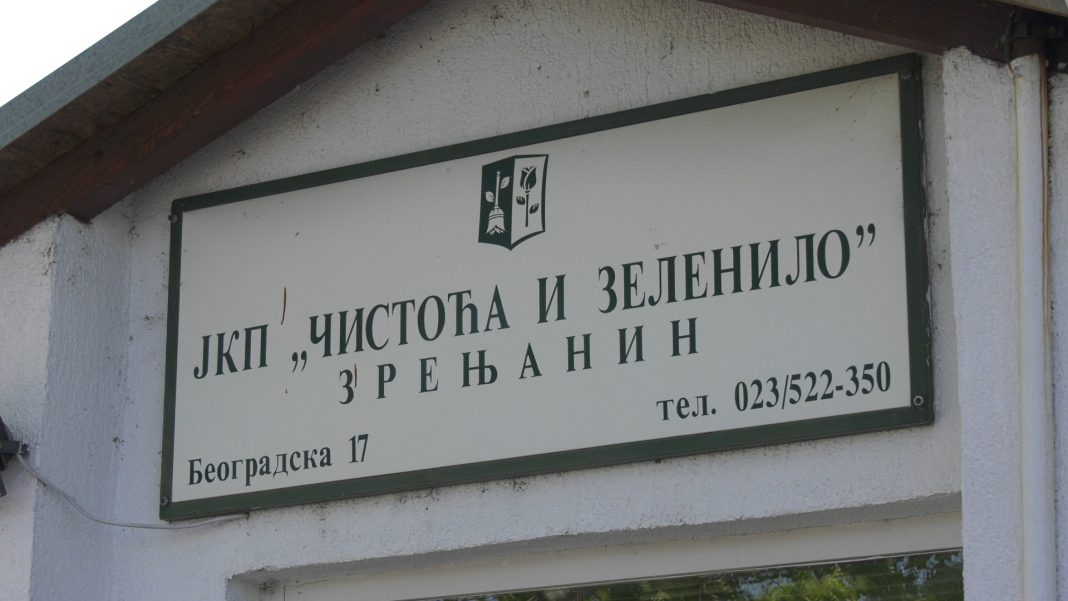 ЈКП „ЧИСТОЋА И ЗЕЛЕНИЛО”
ЗРЕЊАНИН
Београдска 17
тел. 023/522-350